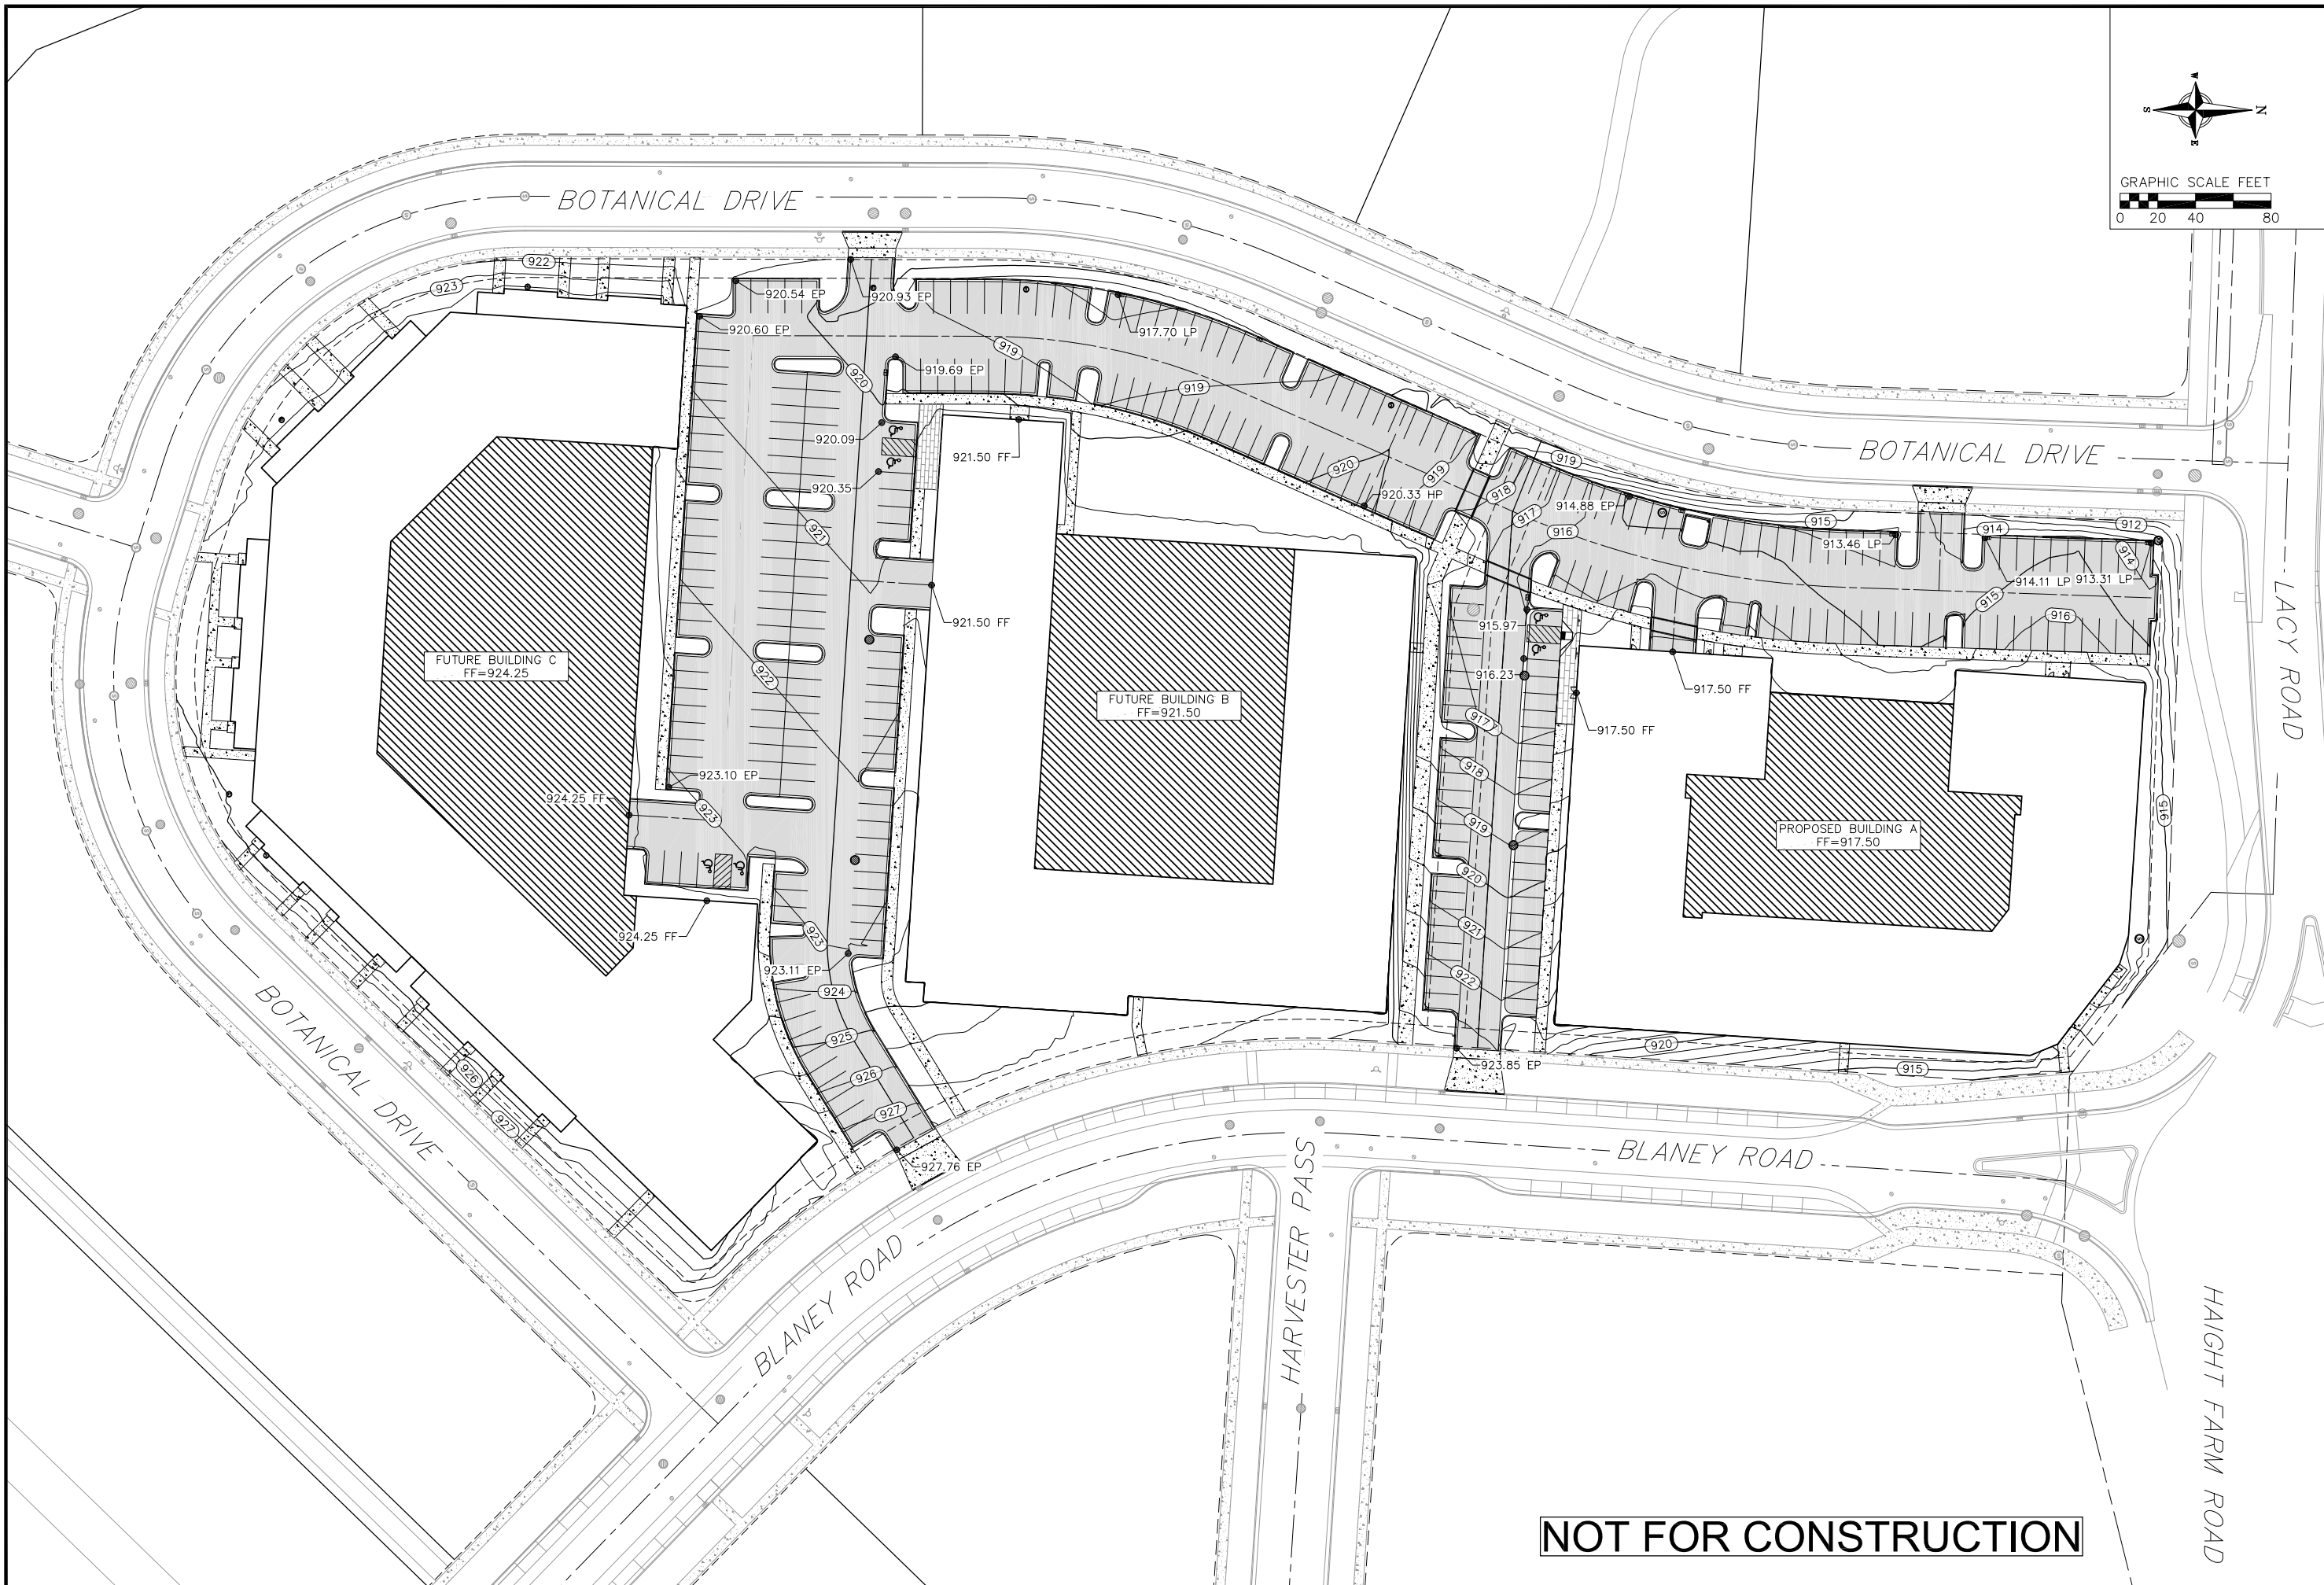 W
S
N
E
GRAPHIC SCALE FEET
0 20 40 80
BOTANICAL DRIVE
922
923
920.54 EP
920.93 EP
920.60 EP
917.70 LP
919
920
919.69 EP
919
920.09
921.50 FF
920.35
920
919
920.33 HP
918
917
919
916
914.88 EP
915
913.46 LP
914
912
914
914.11 LP
913.31 LP
915
916
BOTANICAL DRIVE
LACY ROAD
921
921.50 FF
922
FUTURE BUILDING C
FF=924.25
FUTURE BUILDING B
FF=921.50
915.97
916.23
917.50 FF
917.50 FF
917
918
919
920
921
922
PROPOSED BUILDING A
FF=917.50
915
923.10 EP
924.25 FF
923
924.25 FF
923
923.11 EP
924
925
926
927
927.76 EP
923.85 EP
920
915
BOTANICAL DRIVE
926
927
BLANEY ROAD
BLANEY ROAD
HARVESTER PASS
HAIGHT FARM ROAD
NOT FOR CONSTRUCTION